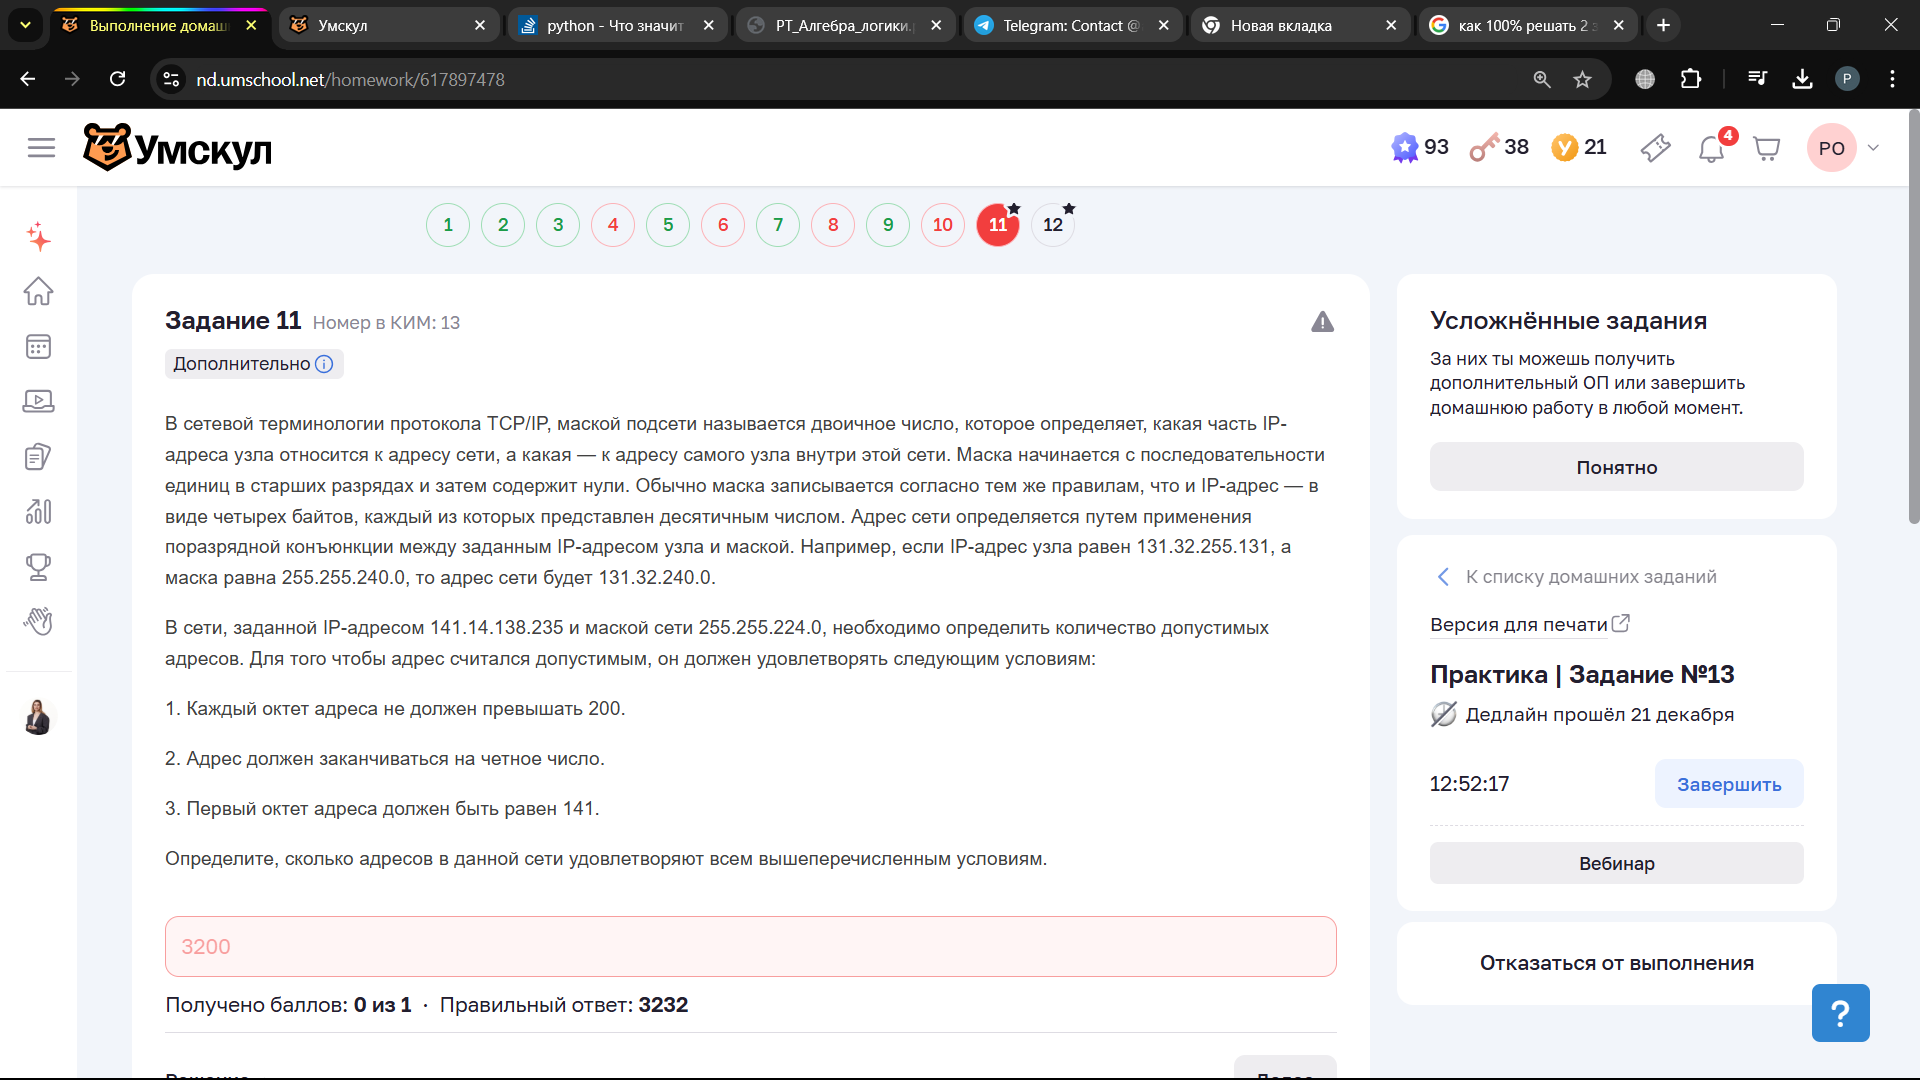 Выполнение домаш
Умскул
python - Что значит
РТ_Алгебра_логики.
Telegram: Contact @
Новая вкладка
как 100% решать 2 з
nd.umschool.net/homework/617897478
P
Умскул
93
38
У
21
4
PO
1 2 3 4 5 6 7 8 9 10 11 12
Задание 11 Номер в КИМ: 13
Дополнительно
В сетевой терминологии протокола TCP/IP, маской подсети называется двоичное число, которое определяет, какая часть IP-
адреса узла относится к адресу сети, а какая — к адресу самого узла внутри этой сети. Маска начинается с последовательности
единиц в старших разрядах и затем содержит нули. Обычно маска записывается согласно тем же правилам, что и IP-адрес — в
виде четырех байтов, каждый из которых представлен десятичным числом. Адрес сети определяется путем применения
поразрядной конъюнкции между заданным IP-адресом узла и маской. Например, если IP-адрес узла равен 131.32.255.131, а
маска равна 255.255.240.0, то адрес сети будет 131.32.240.0.
В сети, заданной IP-адресом 141.14.138.235 и маской сети 255.255.224.0, необходимо определить количество допустимых
адресов. Для того чтобы адрес считался допустимым, он должен удовлетворять следующим условиям:
1. Каждый октет адреса не должен превышать 200.
2. Адрес должен заканчиваться на четное число.
3. Первый октет адреса должен быть равен 141.
Определите, сколько адресов в данной сети удовлетворяют всем вышеперечисленным условиям.
3200
Получено баллов: 0 из 1 · Правильный ответ: 3232
Усложнённые задания
За них ты можешь получить
дополнительный ОП или завершить
домашнюю работу в любой момент.
Понятно
К списку домашних заданий
Версия для печати
Практика | Задание №13
Дедлайн прошёл 21 декабря
12:52:17
Завершить
Вебинар
Отказаться от выполнения
?